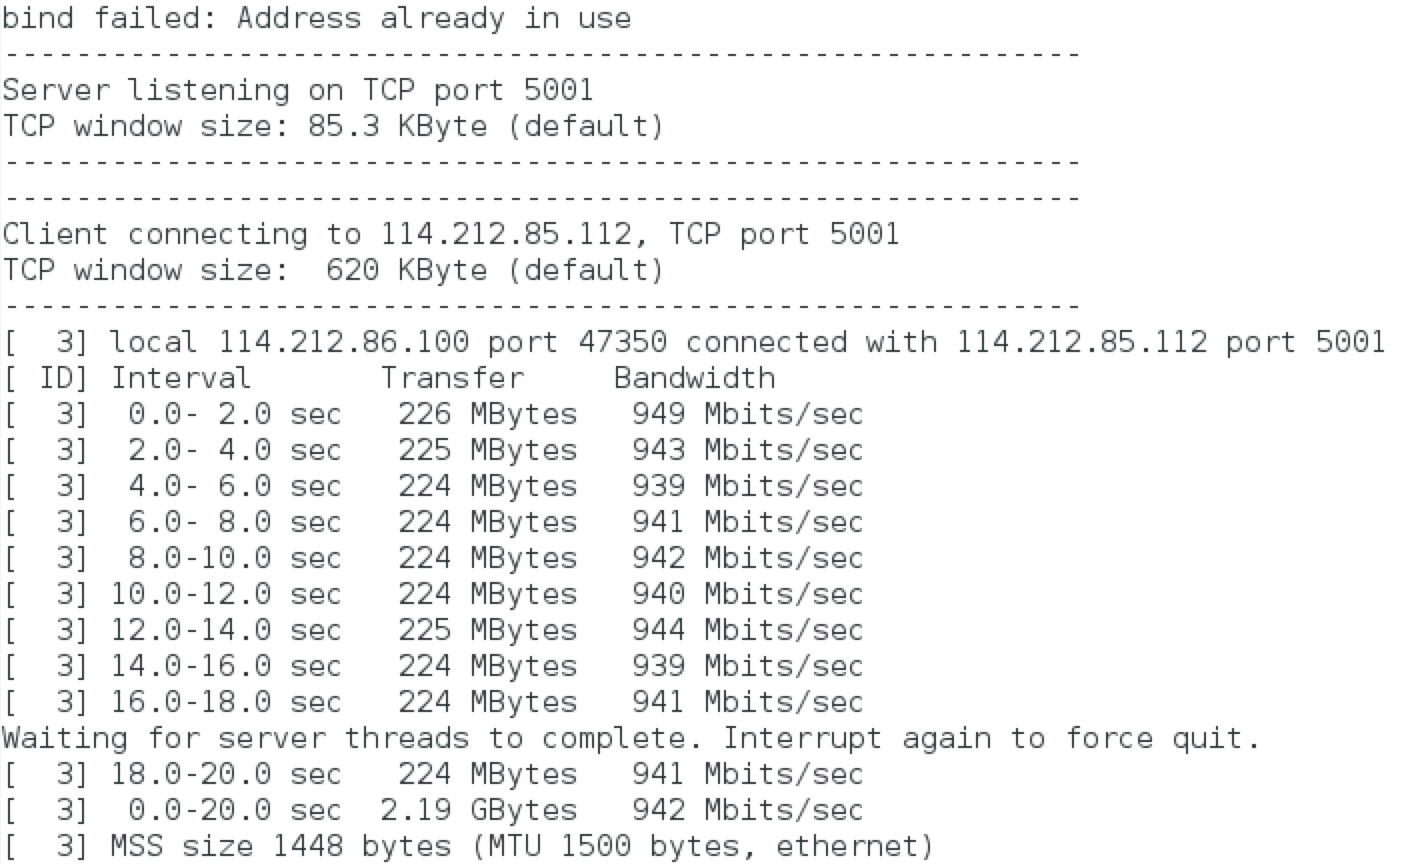 bind failed: Address already in use
------------------------------------------------------------
Server listening on TCP port 5001
TCP window size: 85.3 KByte (default)
------------------------------------------------------------
------------------------------------------------------------
Client connecting to 114.212.85.112, TCP port 5001
TCP window size:  620 KByte (default)
------------------------------------------------------------
[  3] local 114.212.86.100 port 47350 connected with 114.212.85.112 port 5001
[ ID] Interval       Transfer     Bandwidth
[  3]  0.0- 2.0 sec   226 MBytes   949 Mbits/sec
[  3]  2.0- 4.0 sec   225 MBytes   943 Mbits/sec
[  3]  4.0- 6.0 sec   224 MBytes   939 Mbits/sec
[  3]  6.0- 8.0 sec   224 MBytes   941 Mbits/sec
[  3]  8.0-10.0 sec   224 MBytes   942 Mbits/sec
[  3] 10.0-12.0 sec   224 MBytes   940 Mbits/sec
[  3] 12.0-14.0 sec   225 MBytes   944 Mbits/sec
[  3] 14.0-16.0 sec   224 MBytes   939 Mbits/sec
[  3] 16.0-18.0 sec   224 MBytes   941 Mbits/sec
Waiting for server threads to complete. Interrupt again to force quit.
[  3] 18.0-20.0 sec   224 MBytes   941 Mbits/sec
[  3]  0.0-20.0 sec  2.19 GBytes   942 Mbits/sec
[  3] MSS size 1448 bytes (MTU 1500 bytes, ethernet)